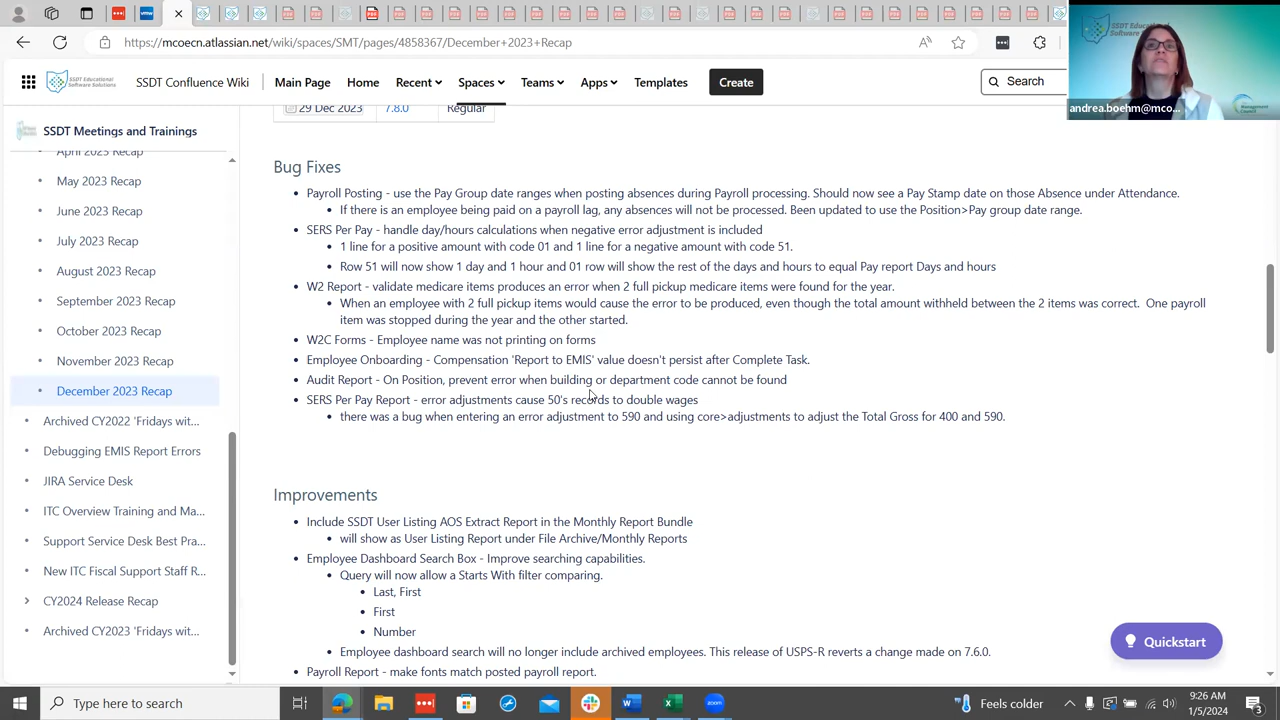 https://mcoecn.atlassian.net/wiki/spaces/SMT/pages/4858567/December+2023+Recap
SSDT Educational
Software Solutions
SSDT Confluence Wiki
Main Page
Home
Recent
Spaces
Teams
Apps
Templates
Create
Search
SSDT Educational
andrea.boehm@mco...
Management
Council
29 Dec 2023
7.8.0
Regular
SSDT Meetings and Trainings
April 2023 Recap
May 2023 Recap
June 2023 Recap
July 2023 Recap
August 2023 Recap
September 2023 Recap
October 2023 Recap
November 2023 Recap
December 2023 Recap
Archived CY2022 'Fridays wit...
Debugging EMIS Report Errors
JIRA Service Desk
ITC Overview Training and Ma...
Support Service Desk Best Pra...
New ITC Fiscal Support Staff R...
CY2024 Release Recap
Archived CY2023 'Fridays wit...
Bug Fixes
Payroll Posting - use the Pay Group date ranges when posting absences during Payroll processing. Should now see a Pay Stamp date on those Absence under Attendance.
If there is an employee being paid on a payroll lag, any absences will not be processed. Been updated to use the Position>Pay group date range.
SERS Per Pay - handle day/hours calculations when negative error adjustment is included
1 line for a positive amount with code 01 and 1 line for a negative amount with code 51.
Row 51 will now show 1 day and 1 hour and 01 row will show the rest of the days and hours to equal Pay report Days and hours
W2 Report - validate medicare items produces an error when 2 full pickup medicare items were found for the year.
When an employee with 2 full pickup items would cause the error to be produced, even though the total amount withheld between the 2 items was correct. One payroll
item was stopped during the year and the other started.
W2C Forms - Employee name was not printing on forms
Employee Onboarding - Compensation 'Report to EMIS' value doesn't persist after Complete Task.
Audit Report - On Position, prevent error when building or department code cannot be found
SERS Per Pay Report - error adjustments cause 50's records to double wages
there was a bug when entering an error adjustment to 590 and using core>adjustments to adjust the Total Gross for 400 and 590.
Improvements
Include SSDT User Listing AOS Extract Report in the Monthly Report Bundle
will show as User Listing Report under File Archive/Monthly Reports
Employee Dashboard Search Box - Improve searching capabilities.
Query will now allow a Starts With filter comparing.
Last, First
First
Number
Employee dashboard search will no longer include archived employees. This release of USPS-R reverts a change made on 7.6.0.
Payroll Report - make fonts match posted payroll report.
Quickstart
Type here to search
Feels colder
9:26 AM
1/5/2024